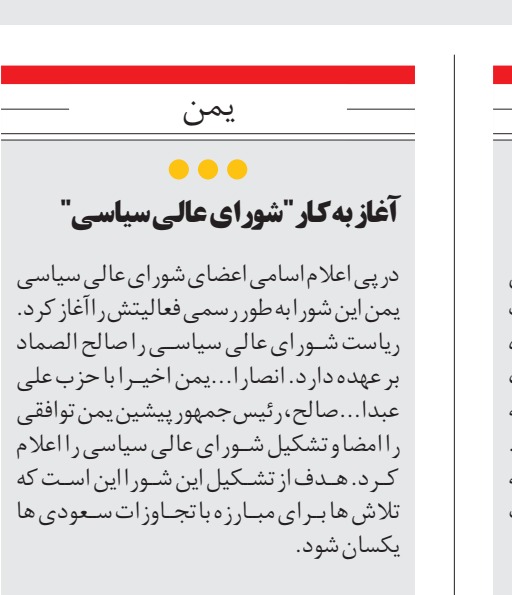 یمن
آغاز به کار "شورای عالی سیاسی"
در پی اعلام اسامی اعضای شورای عالی سیاسی
یمن این شورا به طور رسمی فعالیتش را آغاز کرد.
ریاست شورای عالی سیاسی را صالح الصماد
بر عهده دارد. انصارا...یمن اخیرا با حزب علی
عبدا...صالح، رئیس جمهور پیشین یمن توافقی
را امضا و تشکیل شورای عالی سیاسی را اعلام
کرد. هدف از تشکیل این شورا این است که
تلاش ها برای مبارزه با تجاوزات سعودی ها
یکسان شود.